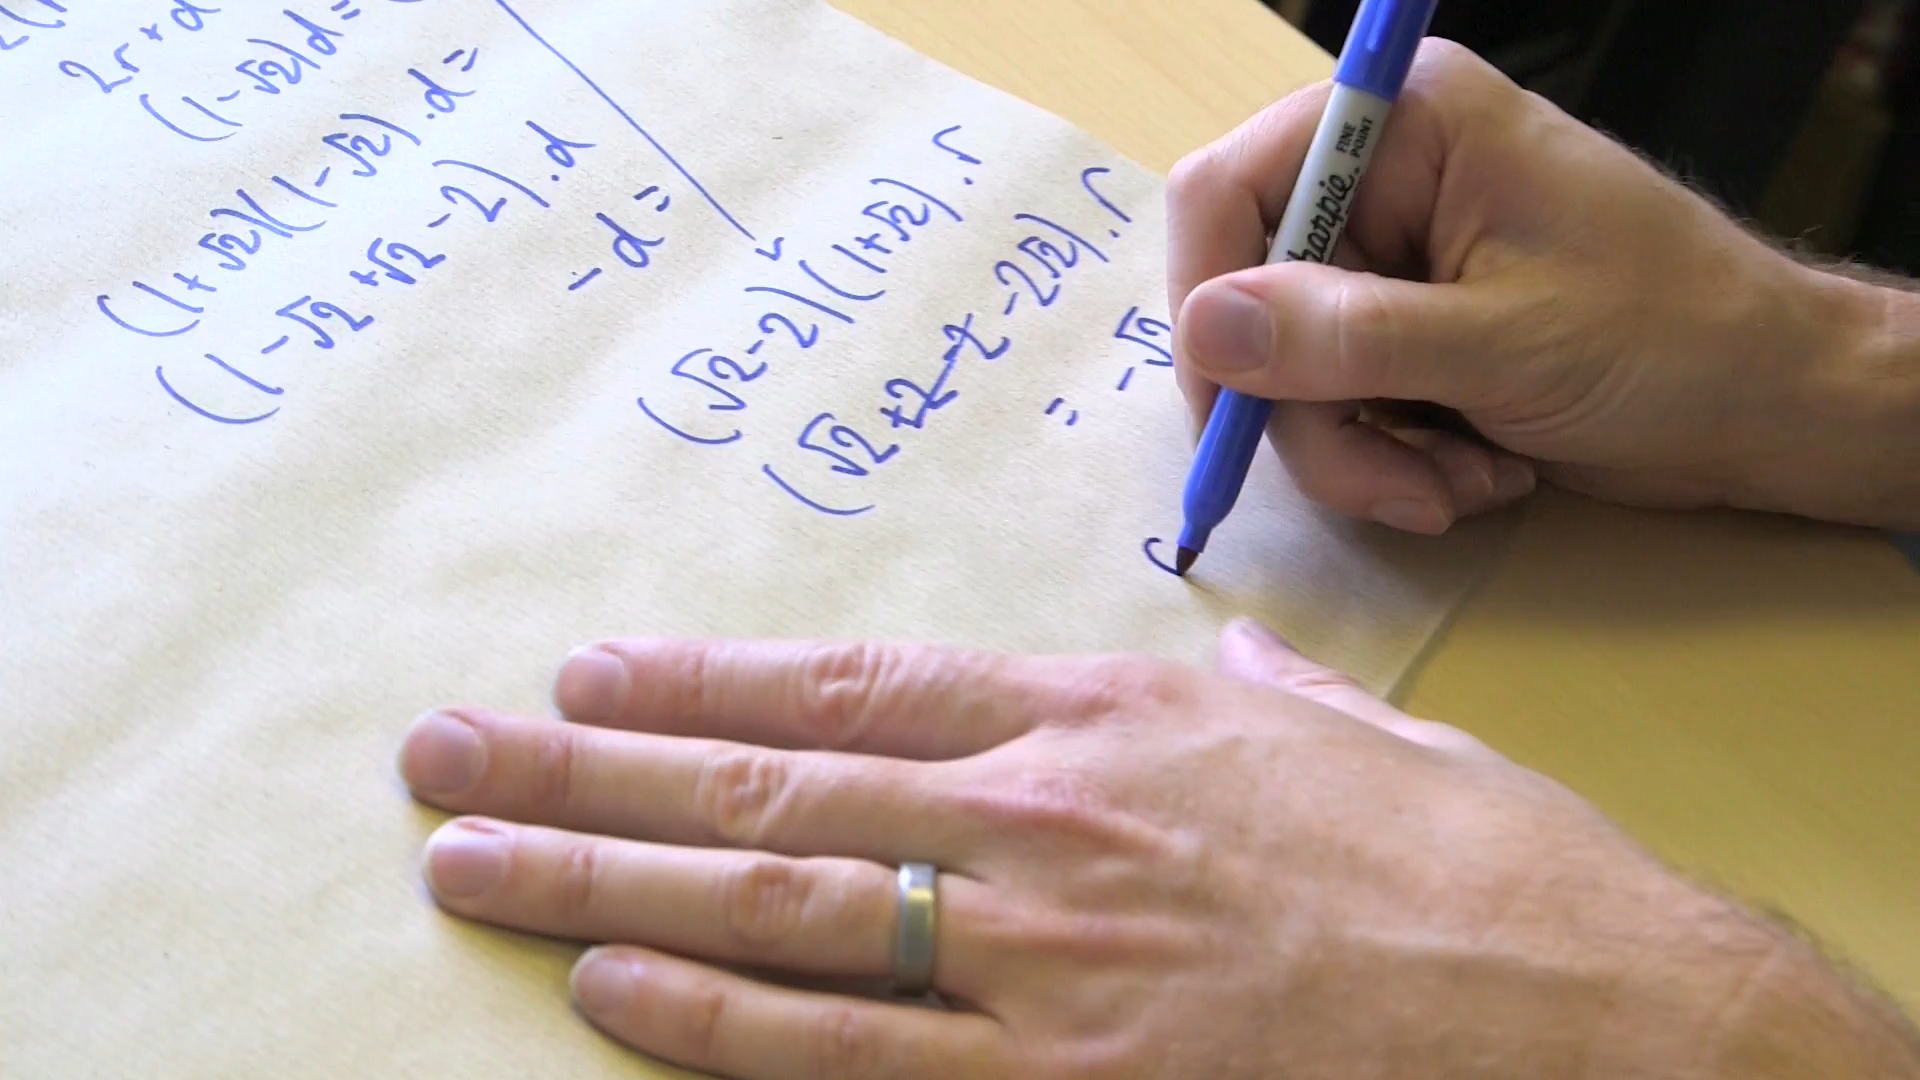 2r + d
(1-√2)d =
(1+√2)(1-√2).d =
(1-√2+√2-2).d
-d =
(√2-2)(1+√2).r
(√2+2-2-2√2).r
= -√2
FINE
POINT